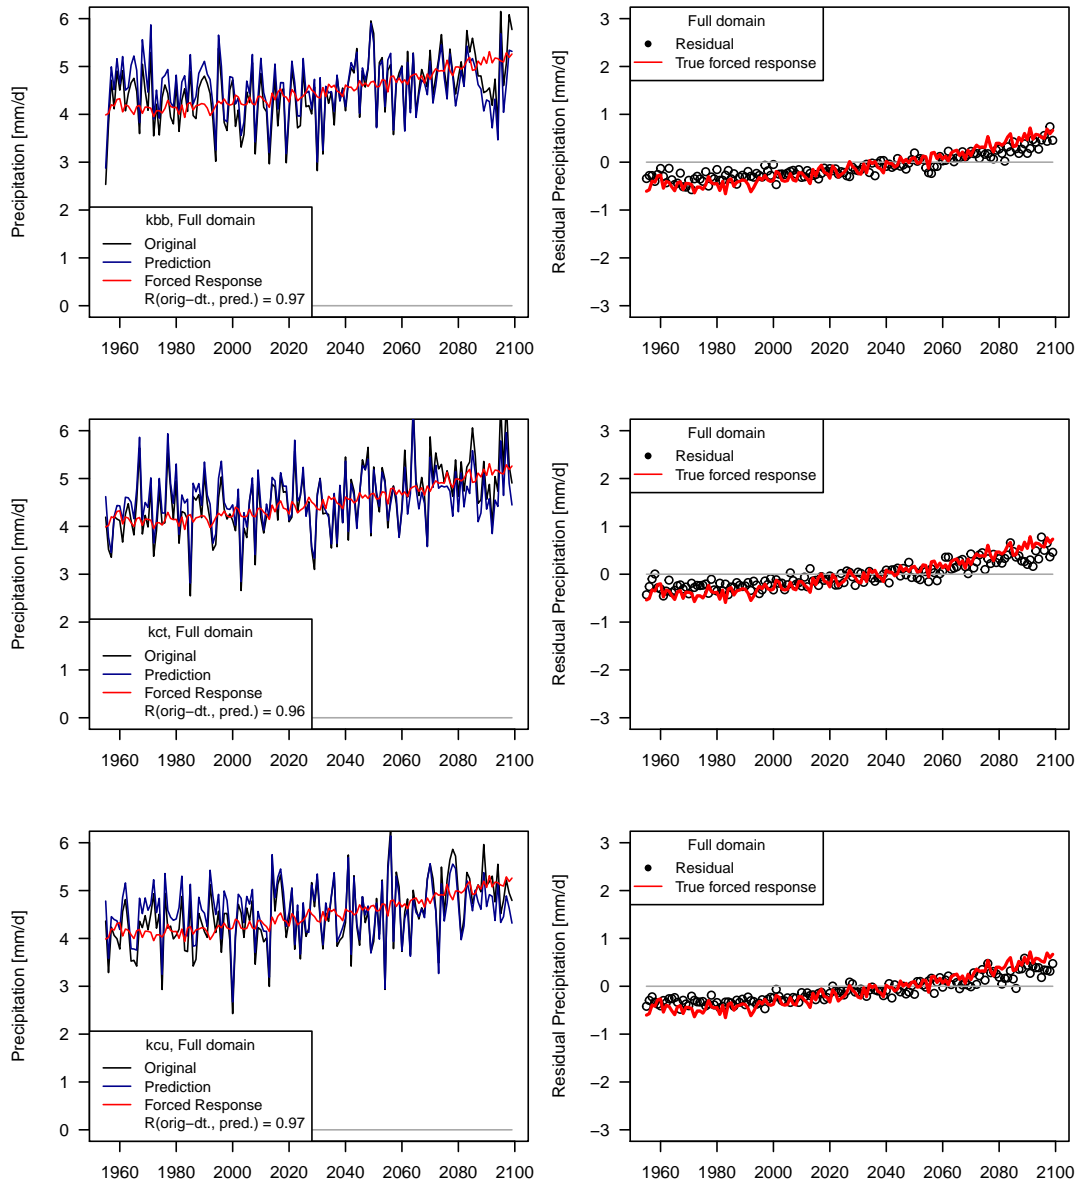 Precipitation [mm/d]
6
5
4
3
2
1
0
kbb, Full domain
Original
Prediction
Forced Response
R(orig−dt., pred.) = 0.97
1960 1980 2000 2020 2040 2060 2080 2100
Residual Precipitation [mm/d]
3
2
1
0
−1
−2
−3
Full domain
Residual
True forced response
1960 1980 2000 2020 2040 2060 2080 2100
Precipitation [mm/d]
6
5
4
3
2
1
0
kct, Full domain
Original
Prediction
Forced Response
R(orig−dt., pred.) = 0.96
1960 1980 2000 2020 2040 2060 2080 2100
Residual Precipitation [mm/d]
3
2
1
0
−1
−2
−3
Full domain
Residual
True forced response
1960 1980 2000 2020 2040 2060 2080 2100
Precipitation [mm/d]
6
5
4
3
2
1
0
kcu, Full domain
Original
Prediction
Forced Response
R(orig−dt., pred.) = 0.97
1960 1980 2000 2020 2040 2060 2080 2100
Residual Precipitation [mm/d]
3
2
1
0
−1
−2
−3
Full domain
Residual
True forced response
1960 1980 2000 2020 2040 2060 2080 2100